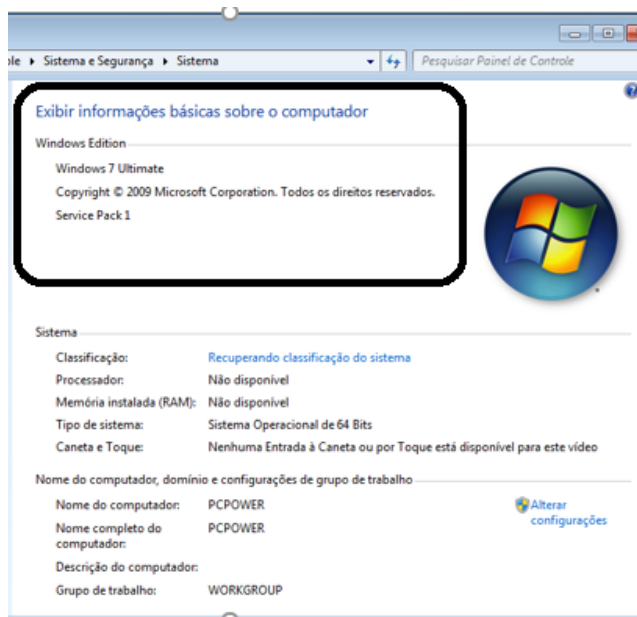 le ▸ Sistema e Segurança ▸ Sistema
Pesquisar Painel de Controle
Exibir informações básicas sobre o computador
Windows Edition
Windows 7 Ultimate
Copyright © 2009 Microsoft Corporation. Todos os direitos reservados.
Service Pack 1
Sistema
Classificação: Recuperando classificação do sistema
Processador: Não disponível
Memória instalada (RAM): Não disponível
Tipo de sistema: Sistema Operacional de 64 Bits
Caneta e Toque: Nenhuma Entrada à Caneta ou por Toque está disponível para este vídeo
Nome do computador, domínio e configurações de grupo de trabalho
Nome do computador: PCPOWER
Alterar
configurações
Nome completo do
computador: PCPOWER
Descrição do computador:
Grupo de trabalho: WORKGROUP